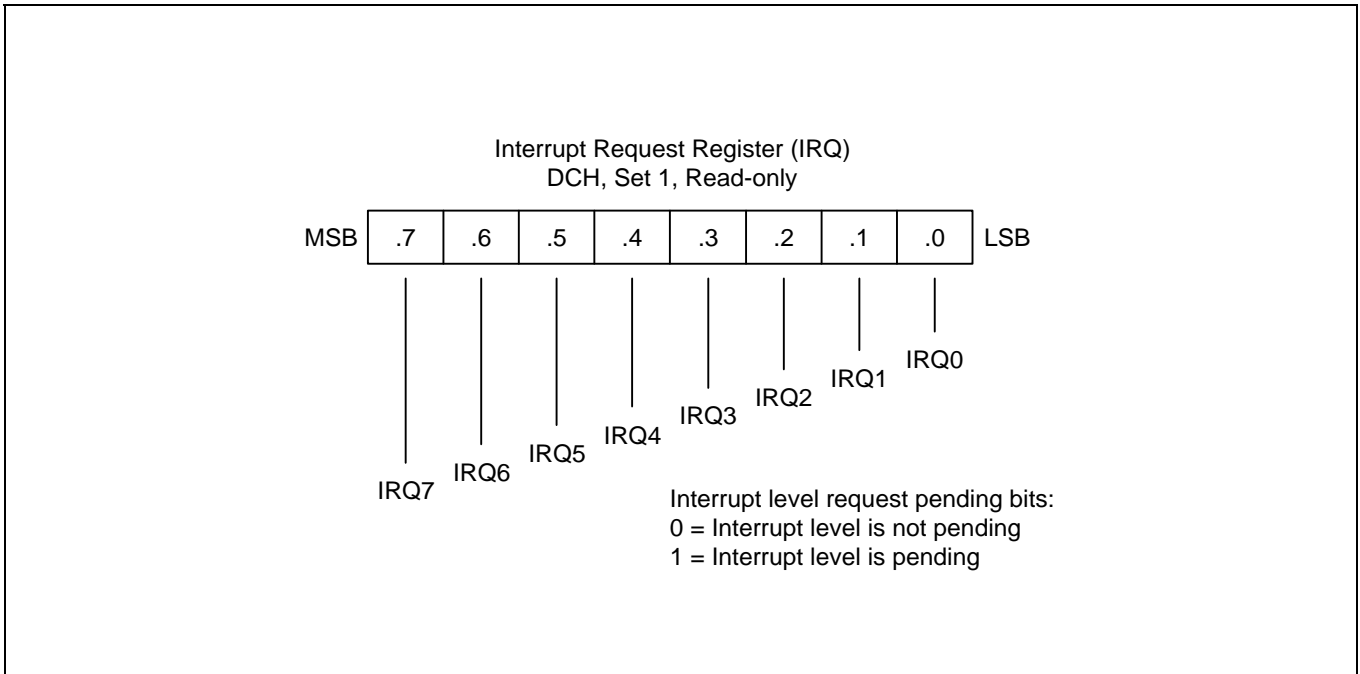 Interrupt Request Register (IRQ)
DCH, Set 1, Read-only
MSB .7 .6 .5 .4 .3 .2 .1 .0 LSB
IRQ7 IRQ6 IRQ5 IRQ4 IRQ3 IRQ2 IRQ1 IRQ0
Interrupt level request pending bits:
0 = Interrupt level is not pending
1 = Interrupt level is pending